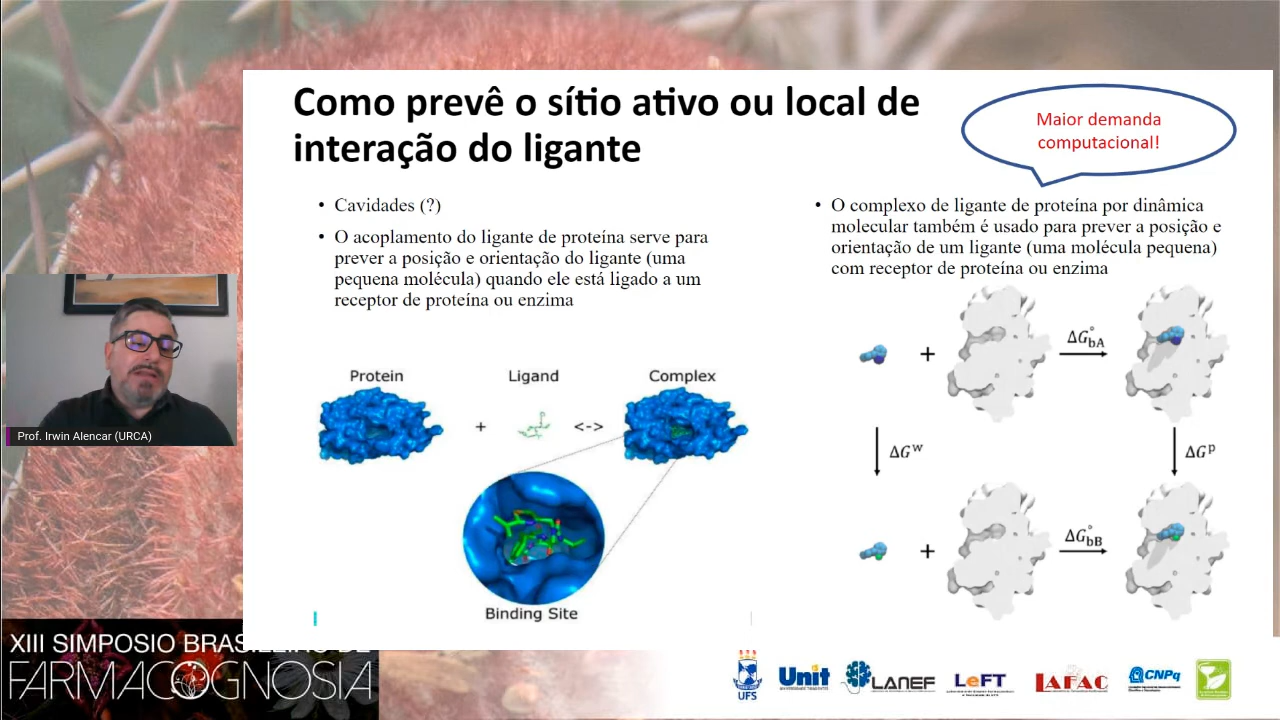 Como prevê o sítio ativo ou local de
interação do ligante
Maior demanda
computacional!
• Cavidades (?)
• O acoplamento do ligante de proteína serve para
prever a posição e orientação do ligante (uma
pequena molécula) quando ele está ligado a um
receptor de proteína ou enzima
• O complexo de ligante de proteína por dinâmica
molecular também é usado para prever a posição e
orientação de um ligante (uma molécula pequena)
com receptor de proteína ou enzima
Protein
Ligand
Complex
+
<->
Binding Site
+
ΔG°bA
ΔGw
ΔGp
+
ΔG°bB
Prof. Irwin Alencar (URCA)
XIII SIMPOSIO BRASILEIRO DE
FARMACOGNOSIA
UFS
Unit
LANEF
LeFT
LAFAC
CNPq